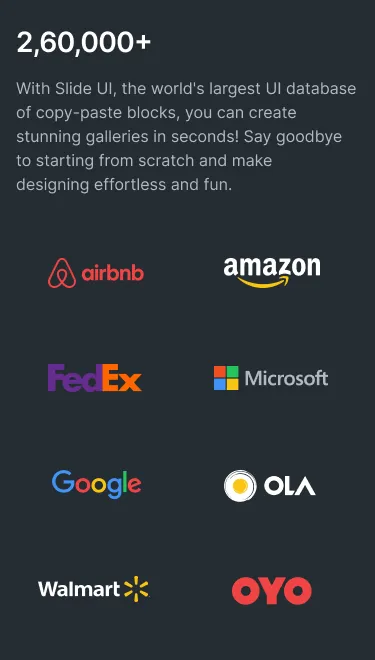 2,60,000+
With Slide UI, the world's largest UI database
of copy-paste blocks, you can create
stunning galleries in seconds! Say goodbye
to starting from scratch and make
designing effortless and fun.
airbnb
amazon
FedEx
Microsoft
Google
OLA
Walmart
OYO